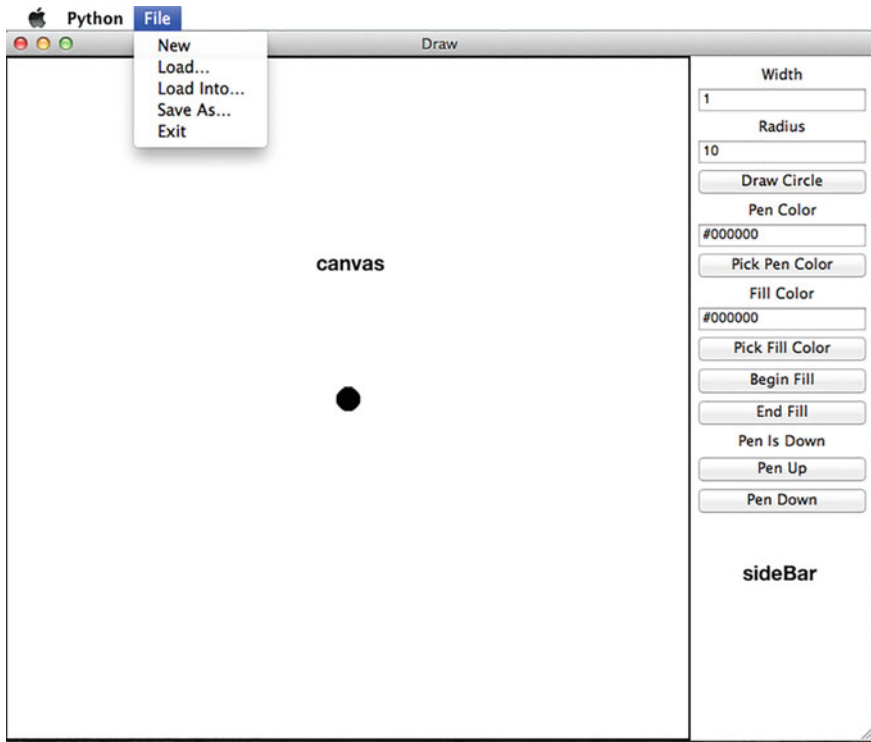 Python File
Draw
New
Load...
Load Into...
Save As...
Exit
canvas
Width
1
Radius
10
Draw Circle
Pen Color
#000000
Pick Pen Color
Fill Color
#000000
Pick Fill Color
Begin Fill
End Fill
Pen Is Down
Pen Up
Pen Down
sideBar